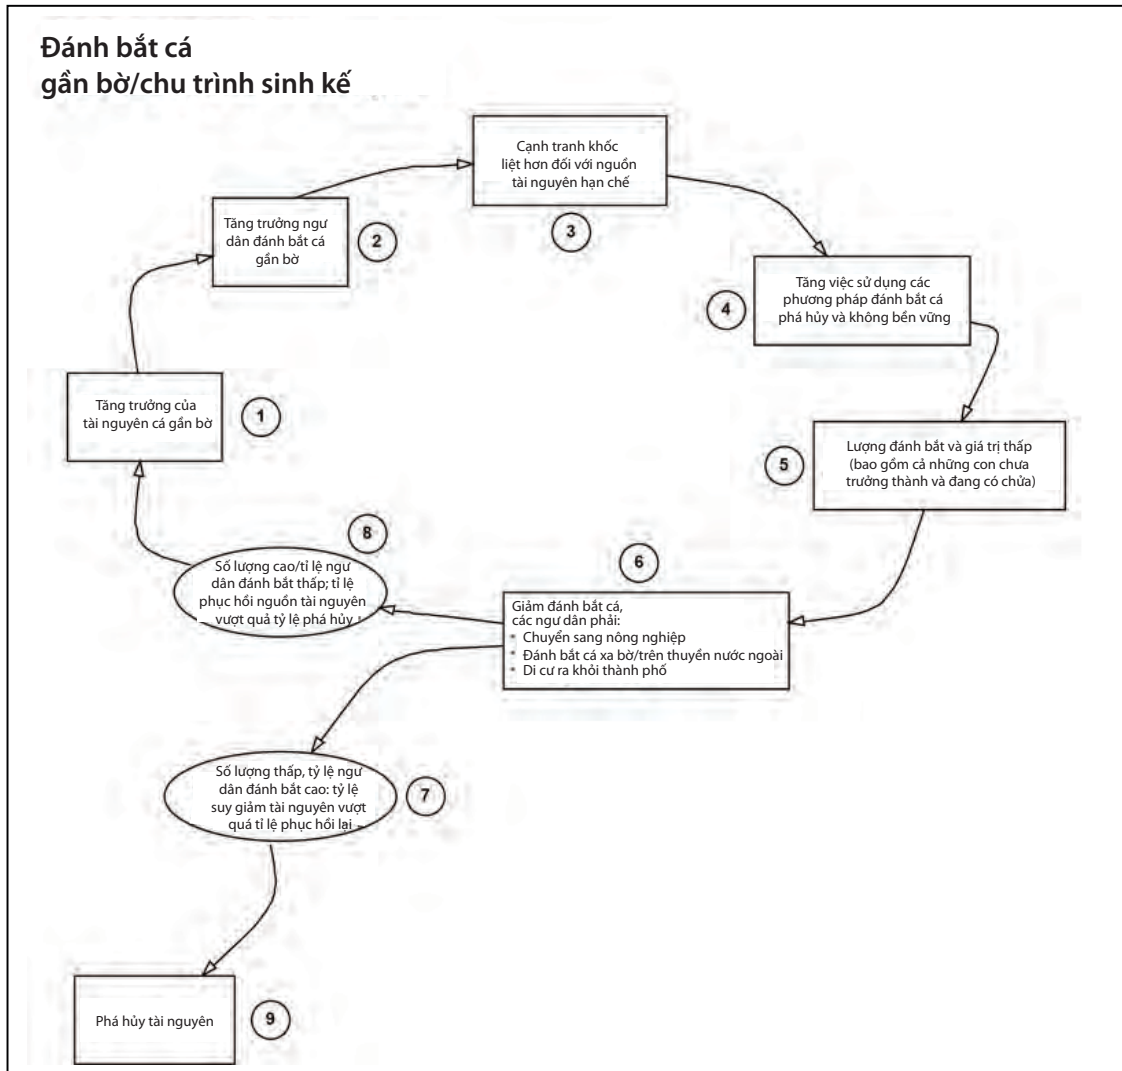 Đánh bắt cá
gần bờ/chu trình sinh kế
Cạnh tranh khốc
liệt hơn đối với nguồn
tài nguyên hạn chế
3
Tăng trưởng ngư
dân đánh bắt cá
gần bờ
2
Tăng việc sử dụng các
phương pháp đánh bắt cá
phá hủy và không bền vững
4
Tăng trưởng của
tài nguyên cá gần bờ
1
Lượng đánh bắt và giá trị thấp
(bao gồm cả những con chưa
trưởng thành và đang có chửa)
5
8
Số lượng cao/tỉ lệ ngư
dân đánh bắt thấp; tỉ lệ
phục hồi nguồn tài nguyên
vượt quả tỷ lệ phá hủy
6
Giảm đánh bắt cá,
các ngư dân phải:
• Chuyển sang nông nghiệp
• Đánh bắt cá xa bờ/trên thuyền nước ngoài
• Di cư ra khỏi thành phố
Số lượng thấp, tỷ lệ ngư
dân đánh bắt cao: tỷ lệ
suy giảm tài nguyên vượt
quá tỉ lệ phục hồi lại
7
Phá hủy tài nguyên
9